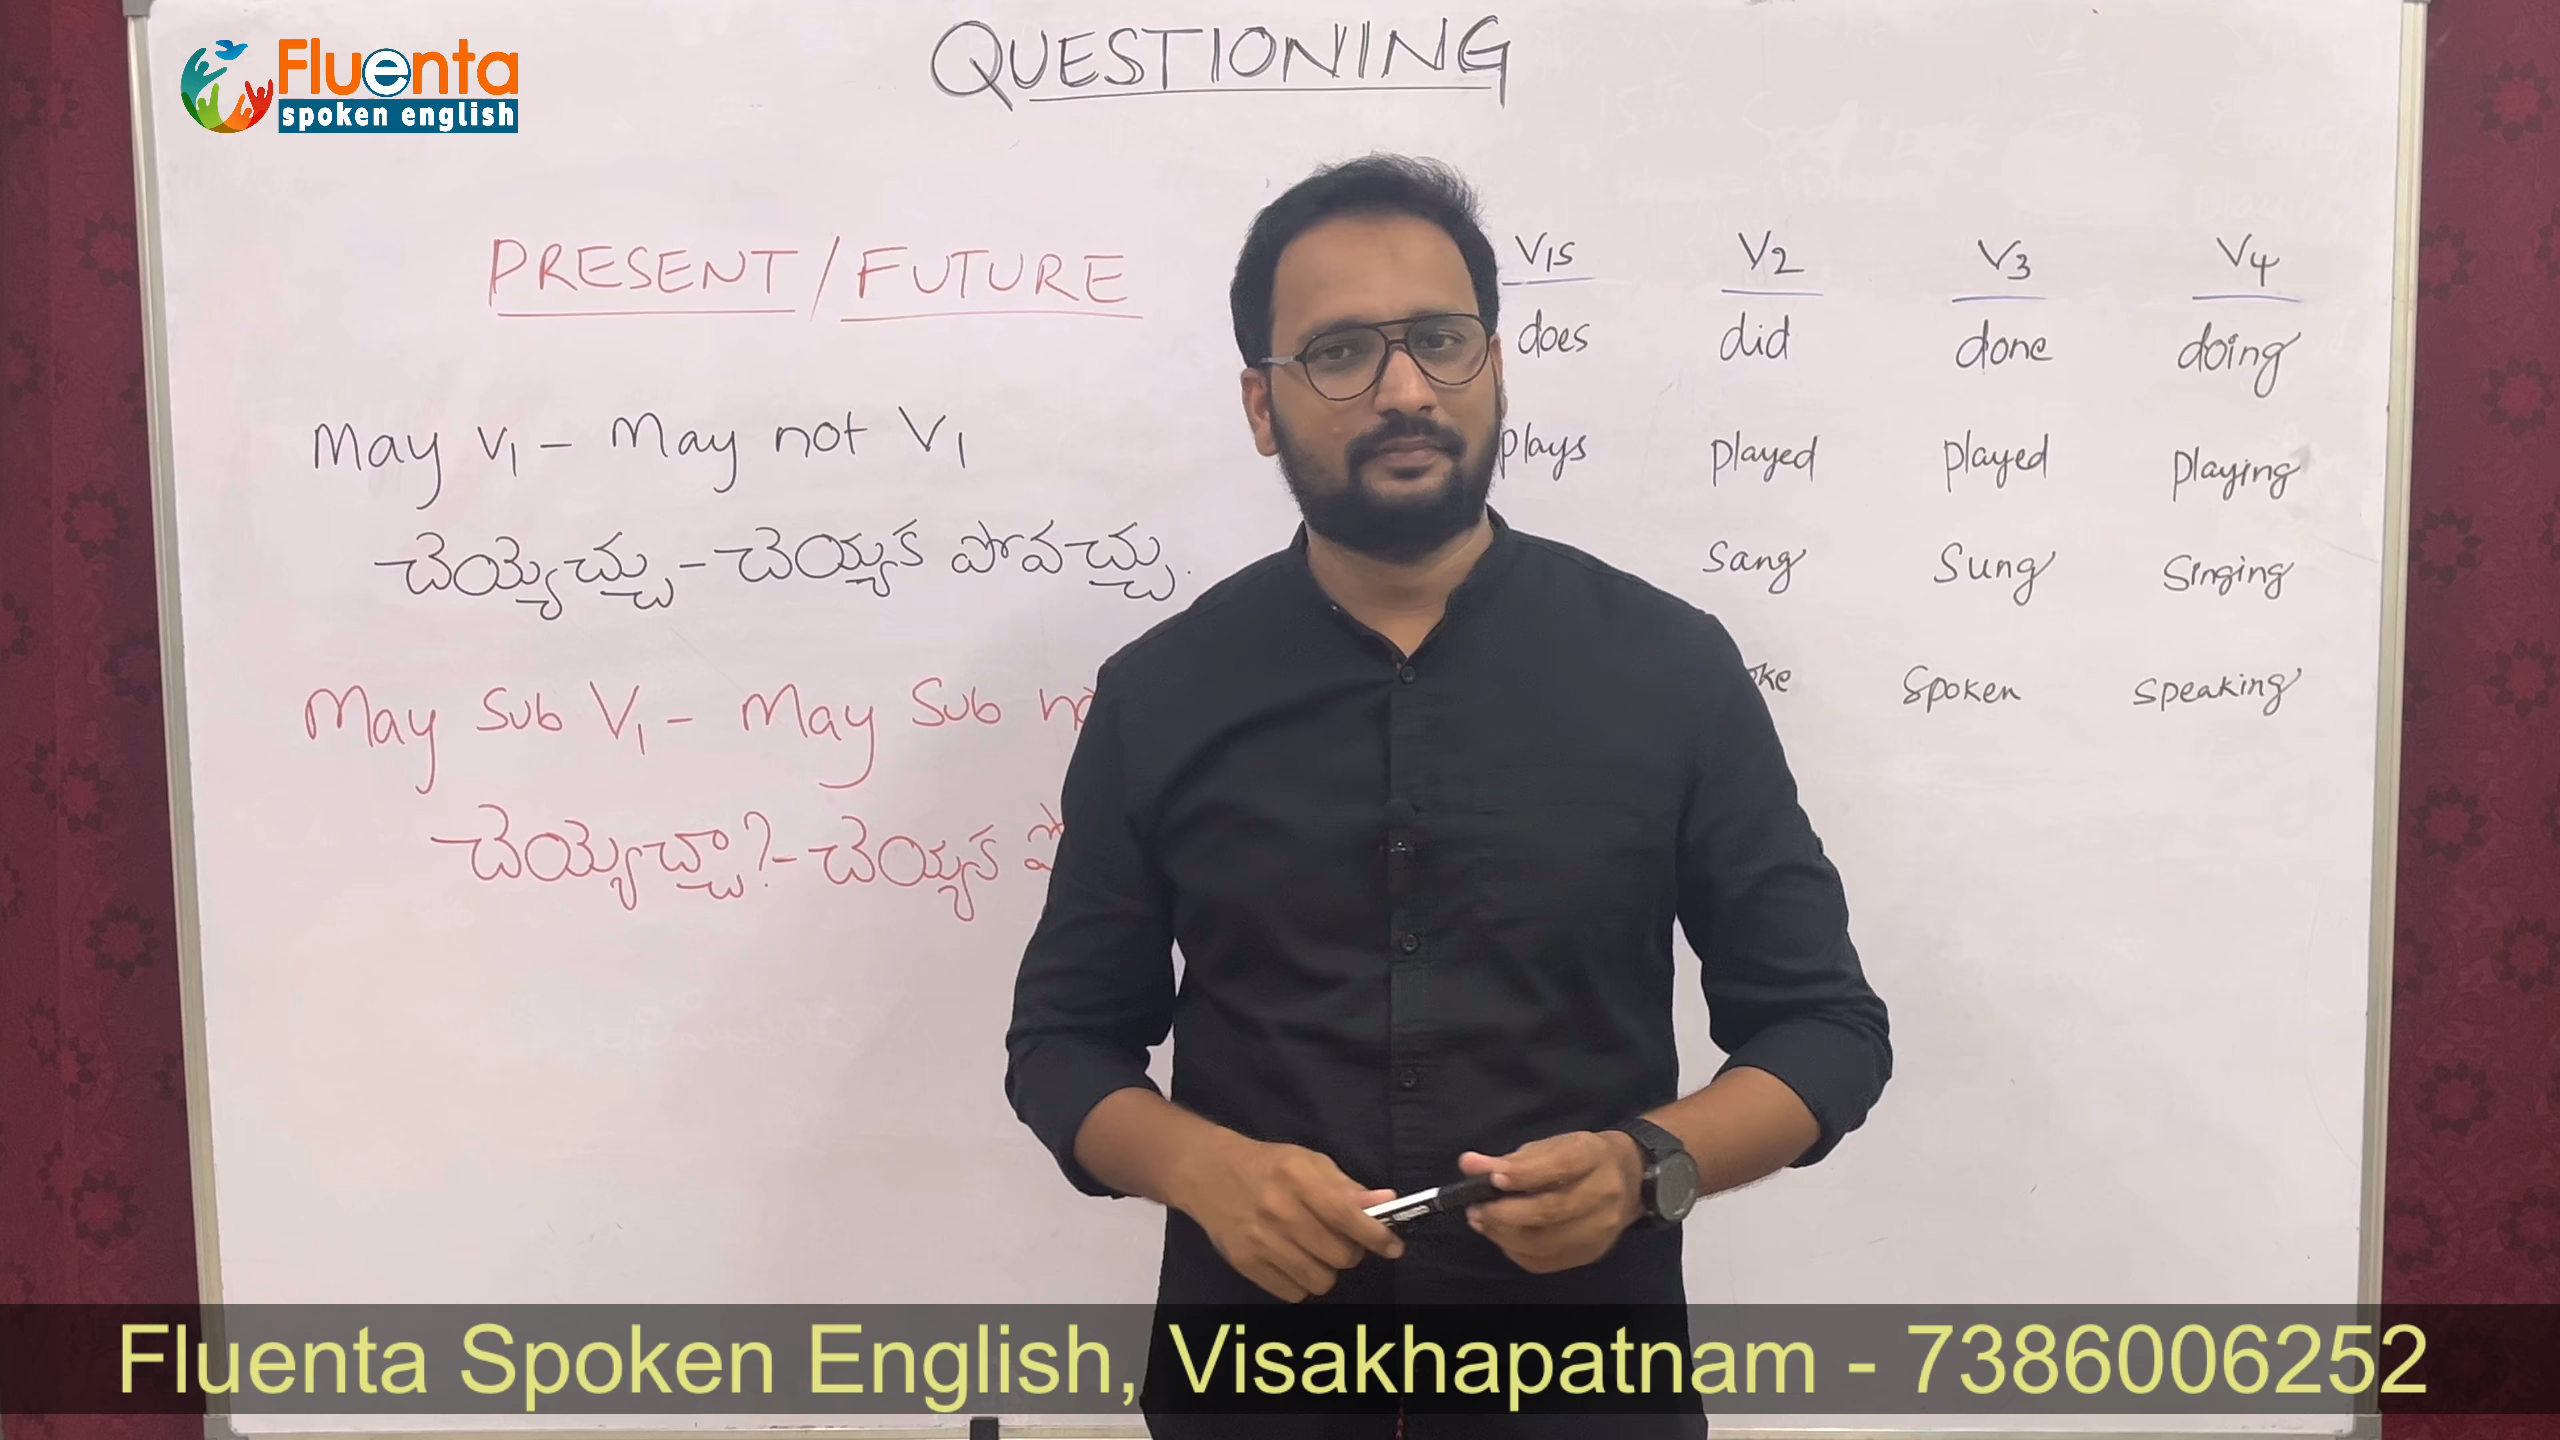 QUESTIONING
Fluenta
spoken english
PRESENT / FUTURE
May V1 - May not V1
చెయ్యెచ్చు - చెయ్యక పోవచ్చు.
May Sub V1 - May Sub
చెయ్యెచ్చా? - చెయ్యక
V1s V2 V3 V4
does did done doing
plays played played playing
Sang Sung Singing
Spoken Speaking
Fluenta Spoken English, Visakhapatnam - 7386006252